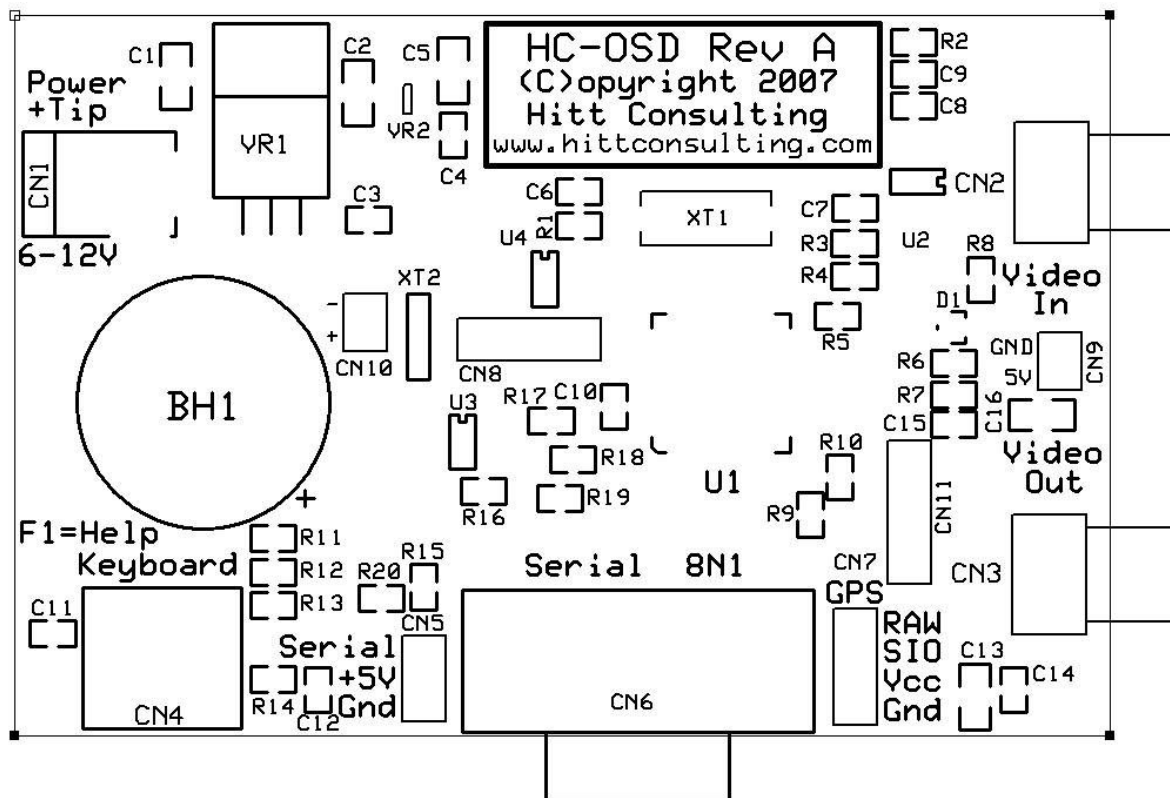 C1
C2
C5
HC-OSD Rev A
R2
Power
+Tip
(C)opyright 2007
C9
Hitt Consulting
C8
VR1
VR2
www.hittconsulting.com
CN1
C4
CN2
C6
C3
R1
XT1
C7
U4
R3
U2
6-12V
R4
R8
XT2
Video
In
-
+
D1
R5
CN10
CN8
R6
GND
5V
CN9
BH1
R17
C10
R7
U3
C15
C16
R18
R10
Video
Out
U1
+
R16
R19
R9
CN11
F1=Help
R11
Keyboard
R12
R20
R15
Serial 8N1
CN7
CN3
R13
GPS
C11
CN5
RAW
Serial
SIO
C13
+5V
Vcc
C14
R14
Gnd
CN6
Gnd
CN4
C12